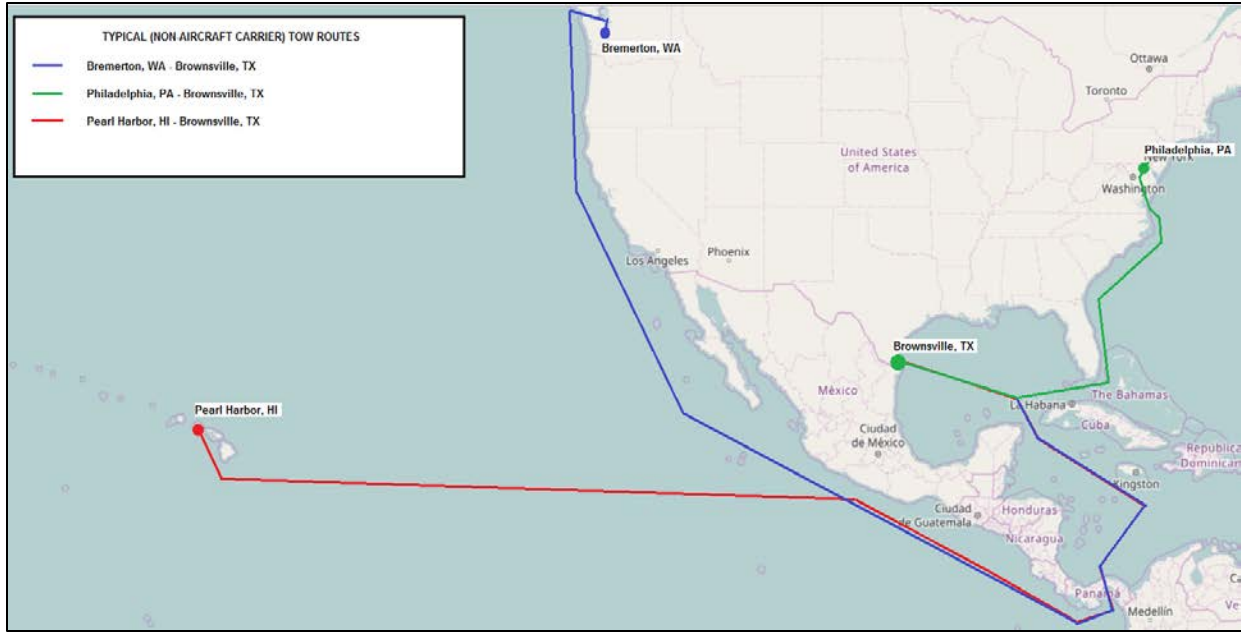 TYPICAL (NON AIRCRAFT CARRIER) TOW ROUTES
Bremerton, WA - Brownsville, TX
Philadelphia, PA - Brownsville, TX
Pearl Harbor, HI - Brownsville, TX
Bremerton, WA
Ottawa
Toronto
United States
of America
Philadelphia, PA
New York
Washington
Los Angeles
Phoenix
Brownsville, TX
México
La Habana
The Bahamas
Cuba
Pearl Harbor, HI
Ciudad
de México
República
Dominican
Kingston
Ciudad
de Guatemala
Honduras
Nicaragua
Panamá
Medellín